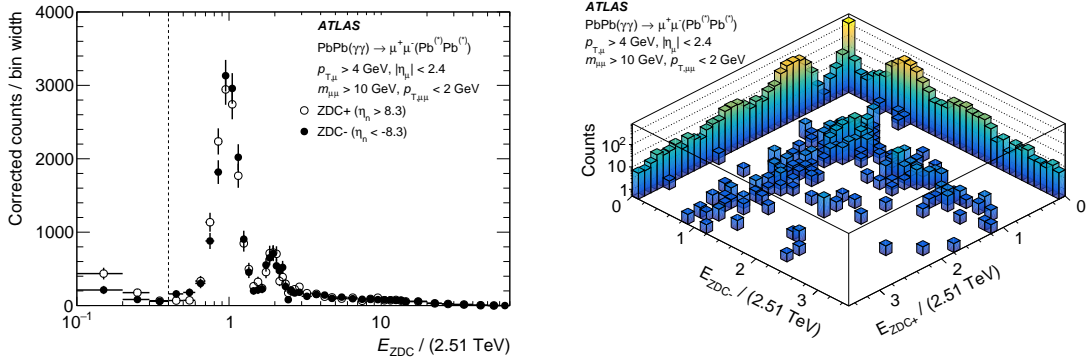 ATLAS
PbPb(γγ) → μ⁺μ⁻(Pb⁽*⁾Pb⁽*⁾)
p_T,μ > 4 GeV, |η_μ| < 2.4
m_μμ > 10 GeV, p_T,μμ < 2 GeV
ZDC+ (η_n > 8.3)
ZDC- (η_n < -8.3)
Corrected counts / bin width
4000
3000
2000
1000
0
10⁻¹
1
10
E_ZDC / (2.51 TeV)
ATLAS
PbPb(γγ) → μ⁺μ⁻(Pb⁽*⁾Pb⁽*⁾)
p_T,μ > 4 GeV, |η_μ| < 2.4
m_μμ > 10 GeV, p_T,μμ < 2 GeV
Counts
10²
10
1
0
1
2
3
E_ZDC- / (2.51 TeV)
0
1
2
3
E_ZDC+ / (2.51 TeV)